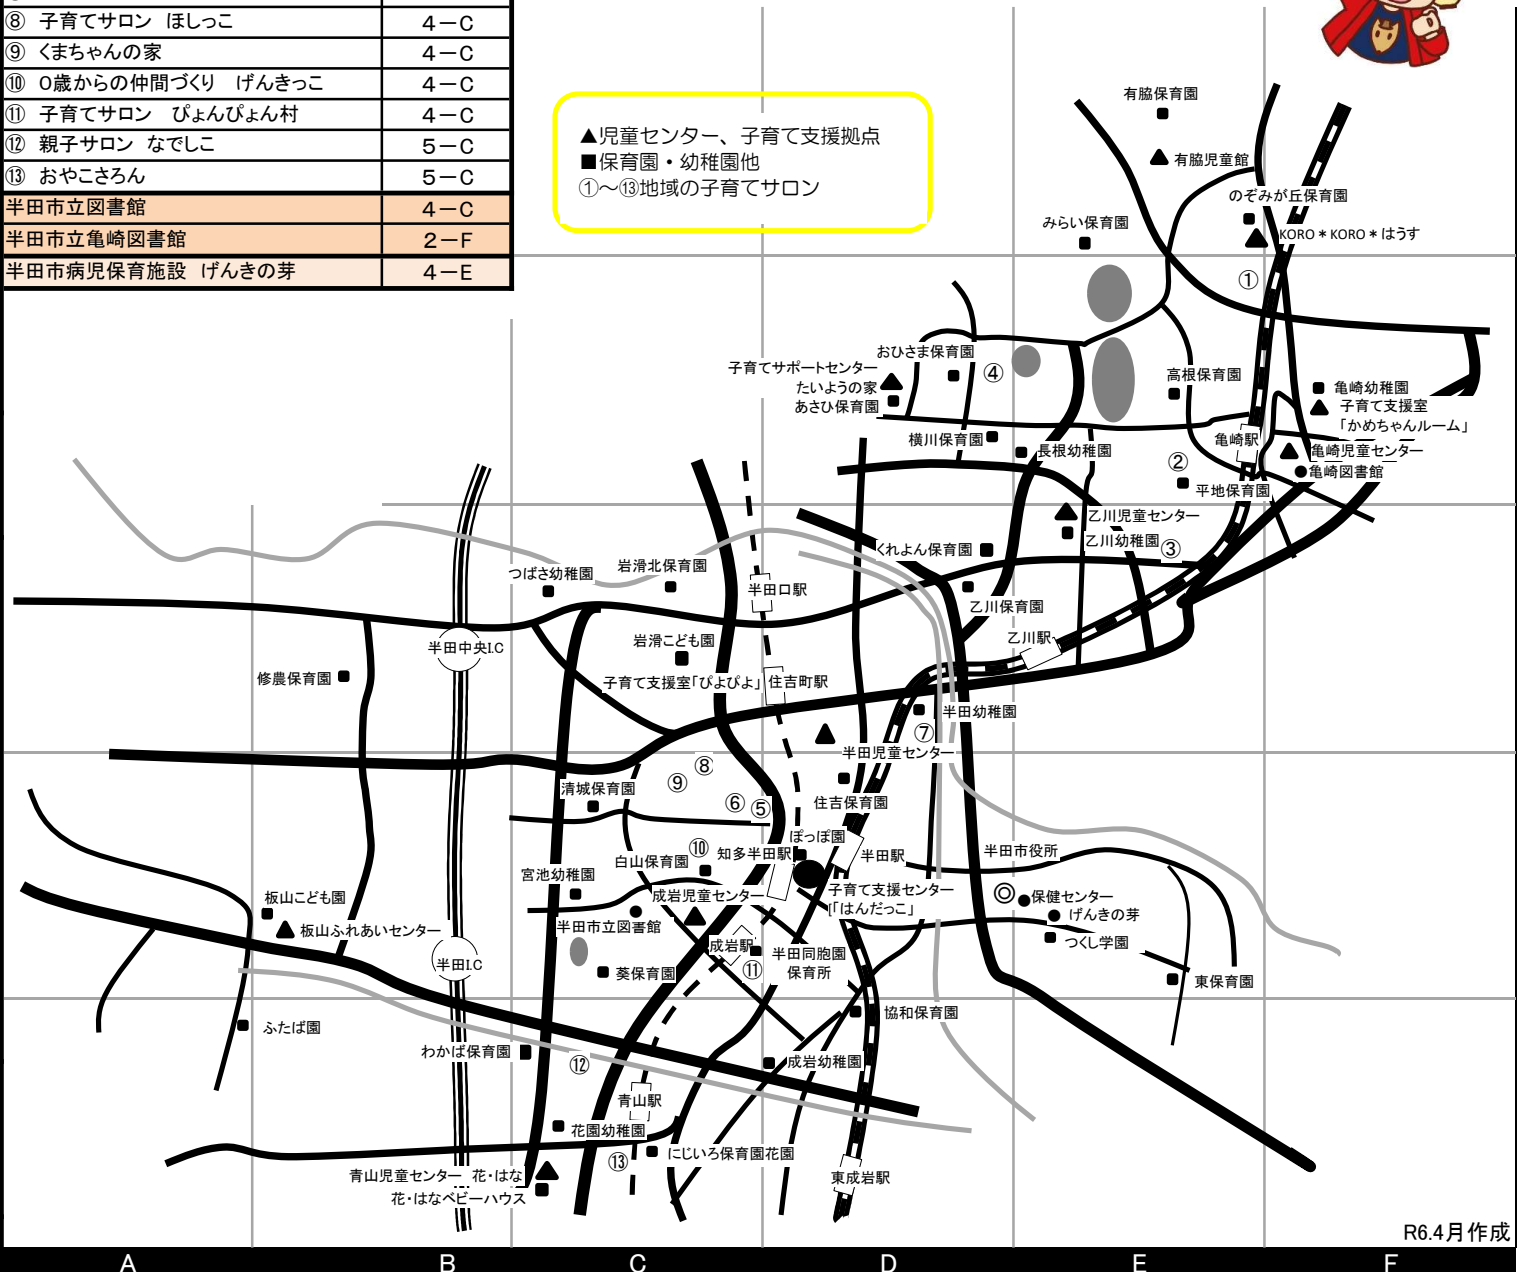 ⑧ 子育てサロン ほしっこ 4－C
⑨ くまちゃんの家 4－C
⑩ 0歳からの仲間づくり げんきっこ 4－C
⑪ 子育てサロン ぴょんぴょん村 4－C
⑫ 親子サロン なでしこ 5－C
⑬ おやこさろん 5－C
半田市立図書館 4－C
半田市立亀崎図書館 2－F
半田市病児保育施設 げんきの芽 4－E
▲児童センター、子育て支援拠点
■保育園・幼稚園他
①～⑬地域の子育てサロン
有脇保育園
有脇児童館
のぞみが丘保育園
みらい保育園
KORO＊KORO＊はうす
①
おひさま保育園
子育てサポートセンター
たいようの家
あさひ保育園
④
高根保育園
亀崎幼稚園
子育て支援室
「かめちゃんルーム」
横川保育園
長根幼稚園
亀崎駅
亀崎児童センター
亀崎図書館
②
平地保育園
乙川児童センター
乙川幼稚園
③
くれよん保育園
つばさ幼稚園
岩滑北保育園
半田口駅
乙川保育園
乙川駅
半田中央I.C
岩滑こども園
子育て支援室「ぴよぴよ」
住吉町駅
修農保育園
半田幼稚園
⑦
半田児童センター
⑧
⑨
⑥
⑤
清城保育園
住吉保育園
ぽっぽ園
⑩
知多半田駅
半田駅
半田市役所
白山保育園
宮池幼稚園
成岩児童センター
子育て支援センター
[「はんだっこ」
◎
保健センター
げんきの芽
つくし学園
板山こども園
板山ふれあいセンター
半田市立図書館
成岩駅
⑪
半田同胞園
保育所
半田I.C
葵保育園
東保育園
ふたば園
協和保育園
わかば保育園
⑫
成岩幼稚園
青山駅
花園幼稚園
にじいろ保育園花園
⑬
青山児童センター 花・はな
花・はなベビーハウス
東成岩駅
R6.4月作成
A B C D E F